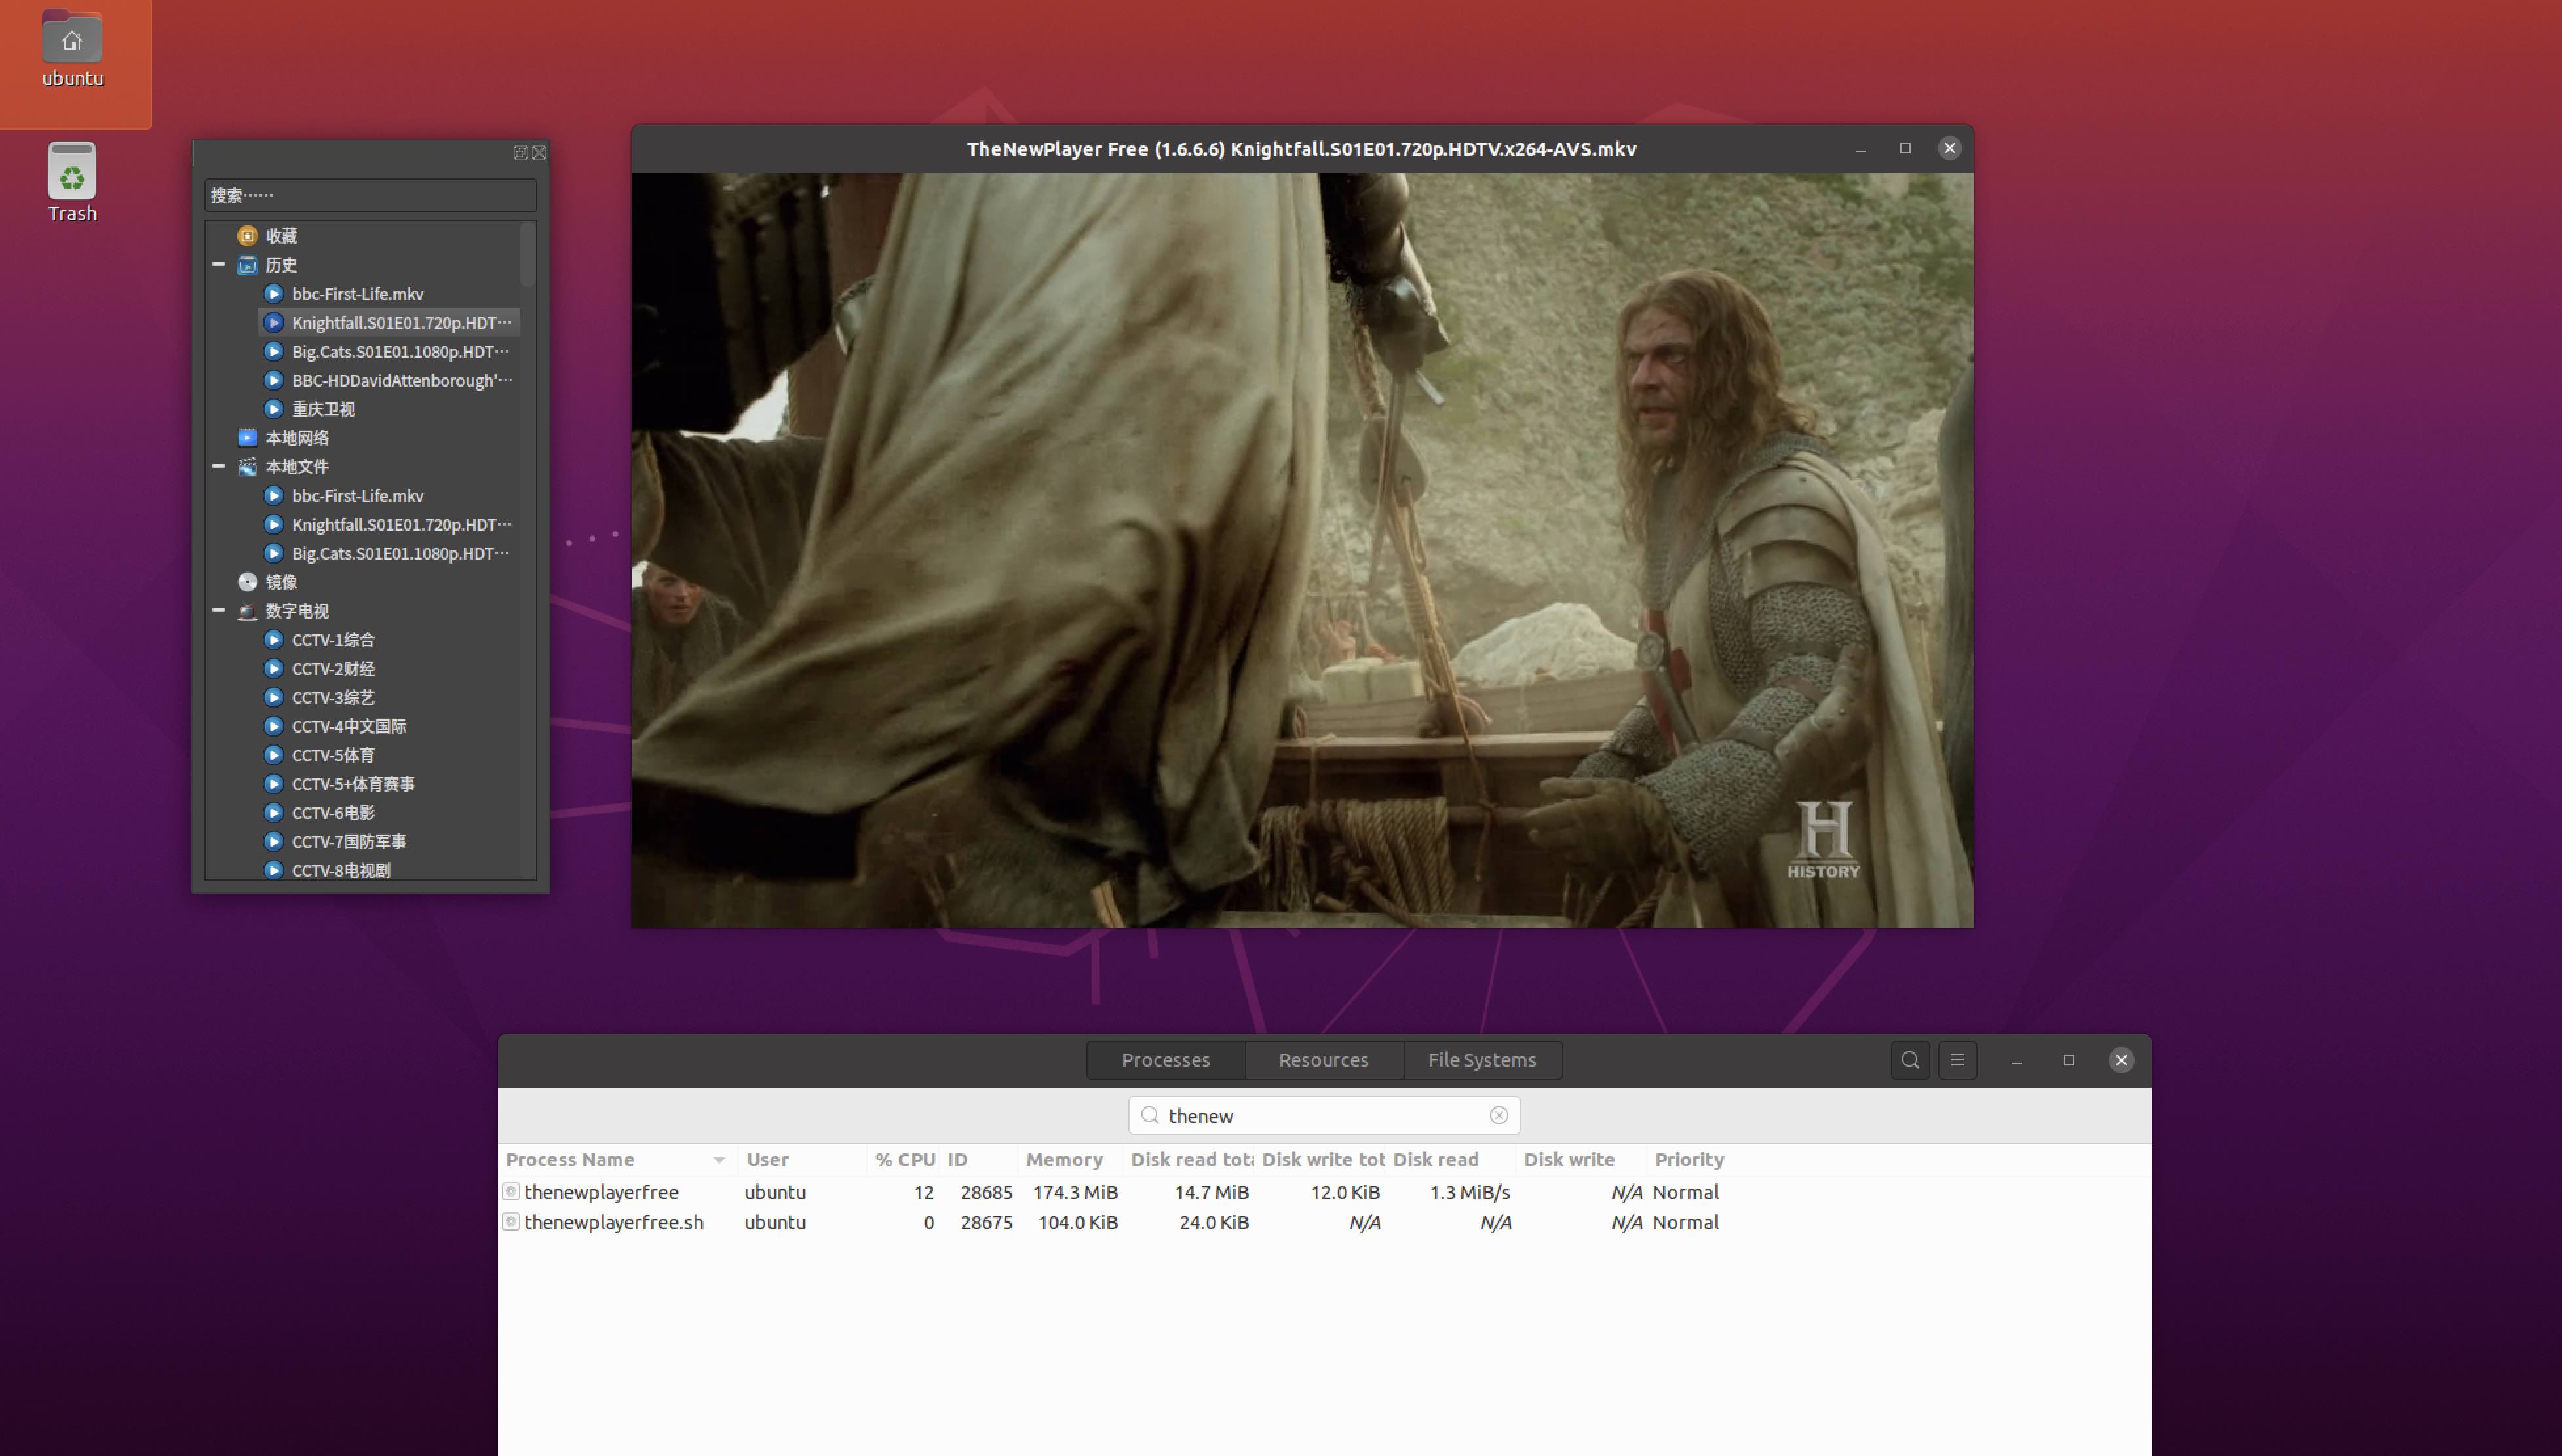 ubuntu
Trash
搜索……
收藏
历史
bbc-First-Life.mkv
Knightfall.S01E01.720p.HDT…
Big.Cats.S01E01.1080p.HDT…
BBC-HDDavidAttenborough'…
重庆卫视
本地网络
本地文件
bbc-First-Life.mkv
Knightfall.S01E01.720p.HDT…
Big.Cats.S01E01.1080p.HDT…
镜像
数字电视
CCTV-1综合
CCTV-2财经
CCTV-3综艺
CCTV-4中文国际
CCTV-5体育
CCTV-5+体育赛事
CCTV-6电影
CCTV-7国防军事
CCTV-8电视剧
TheNewPlayer Free (1.6.6.6) Knightfall.S01E01.720p.HDTV.x264-AVS.mkv
H
HISTORY
Processes Resources File Systems
thenew
Process Name User % CPU ID Memory Disk read tota Disk write tot Disk read Disk write Priority
thenewplayerfree ubuntu 12 28685 174.3 MiB 14.7 MiB 12.0 KiB 1.3 MiB/s N/A Normal
thenewplayerfree.sh ubuntu 0 28675 104.0 KiB 24.0 KiB N/A N/A N/A Normal